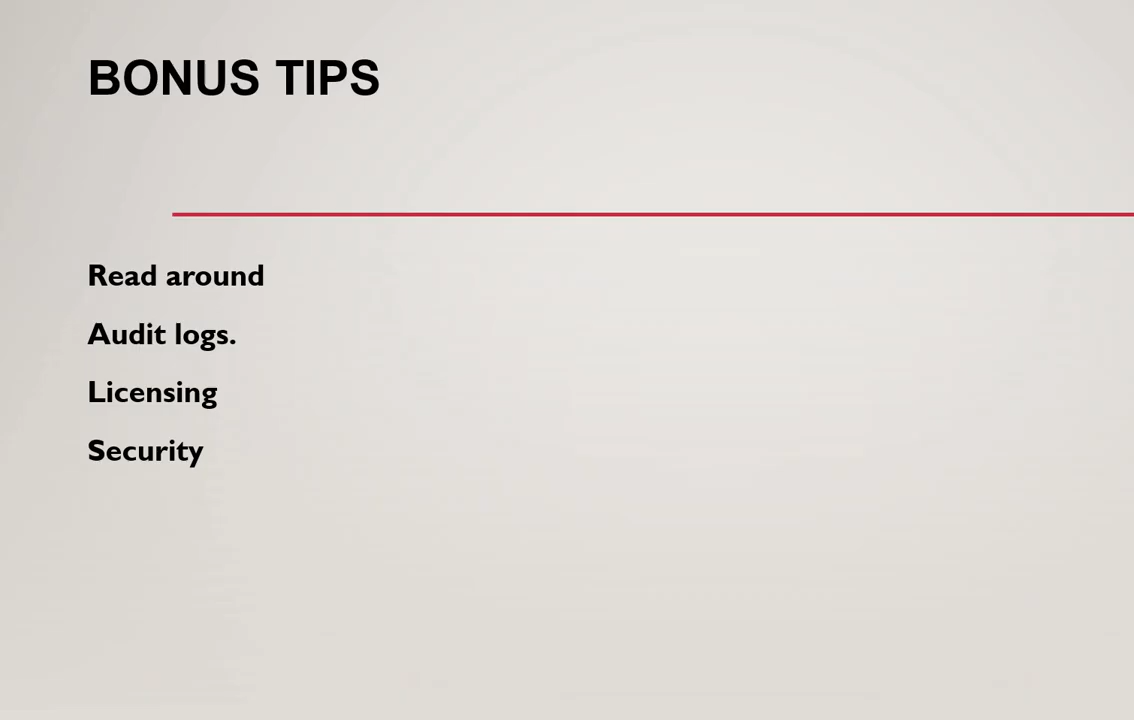 BONUS TIPS
Read around
Audit logs.
Licensing
Security